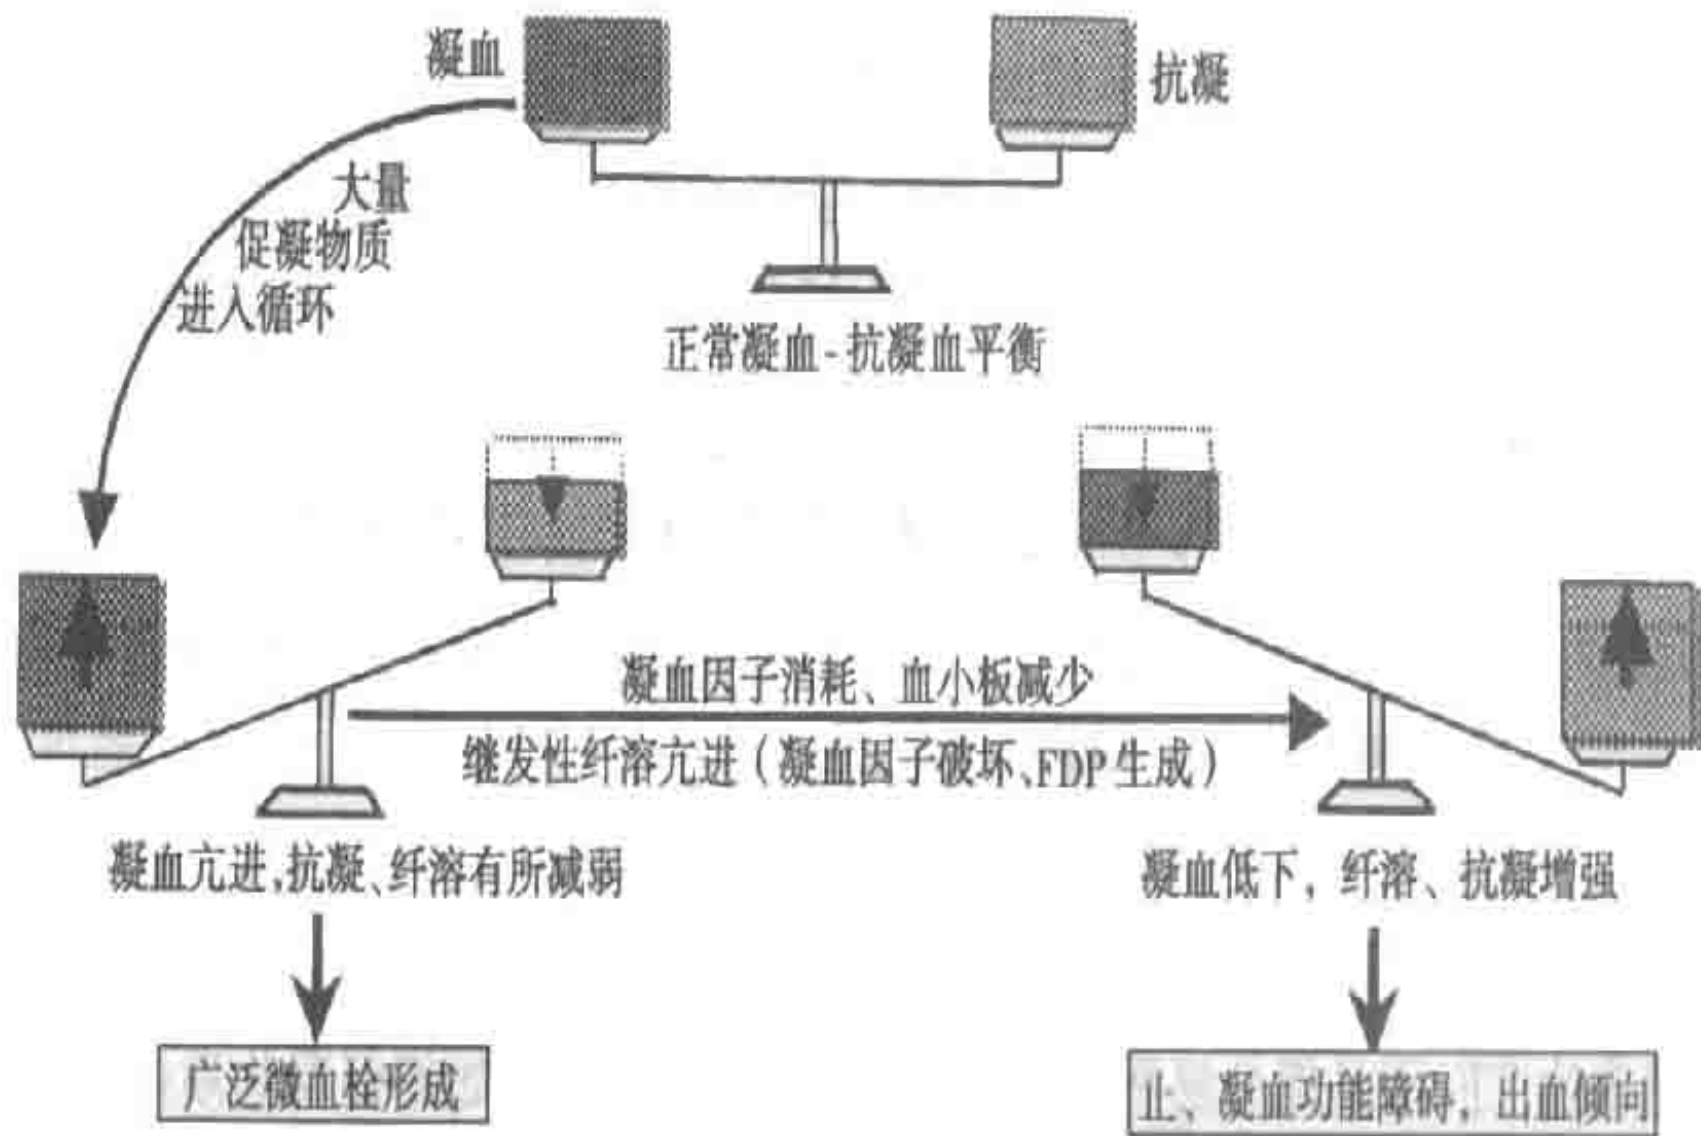 凝血
抗凝
大量
促凝物质
进入循环
正常凝血-抗凝血平衡
凝血因子消耗、血小板减少
继发性纤溶亢进(凝血因子破坏、FDP生成)
凝血亢进,抗凝、纤溶有所减弱
凝血低下,纤溶、抗凝增强
广泛微血栓形成
止、凝血功能障碍,出血倾向